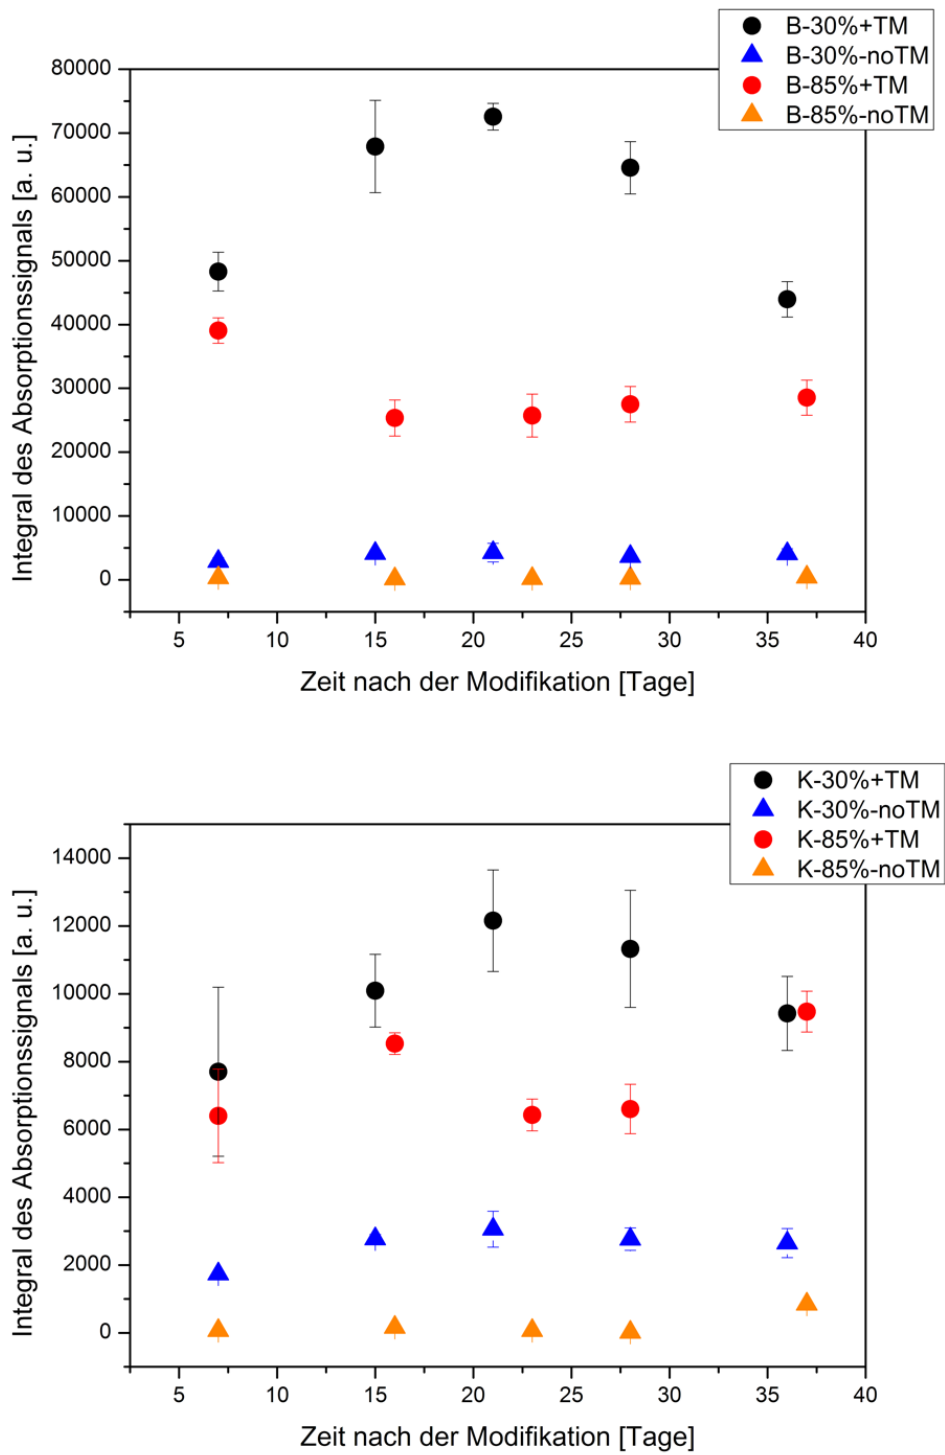 B-30%+TM
B-30%-noTM
B-85%+TM
B-85%-noTM
80000
70000
60000
50000
40000
30000
20000
10000
0
Integral des Absorptionssignals [a. u.]
5 10 15 20 25 30 35 40
Zeit nach der Modifikation [Tage]
K-30%+TM
K-30%-noTM
K-85%+TM
K-85%-noTM
14000
12000
10000
8000
6000
4000
2000
0
Integral des Absorptionssignals [a. u.]
5 10 15 20 25 30 35 40
Zeit nach der Modifikation [Tage]